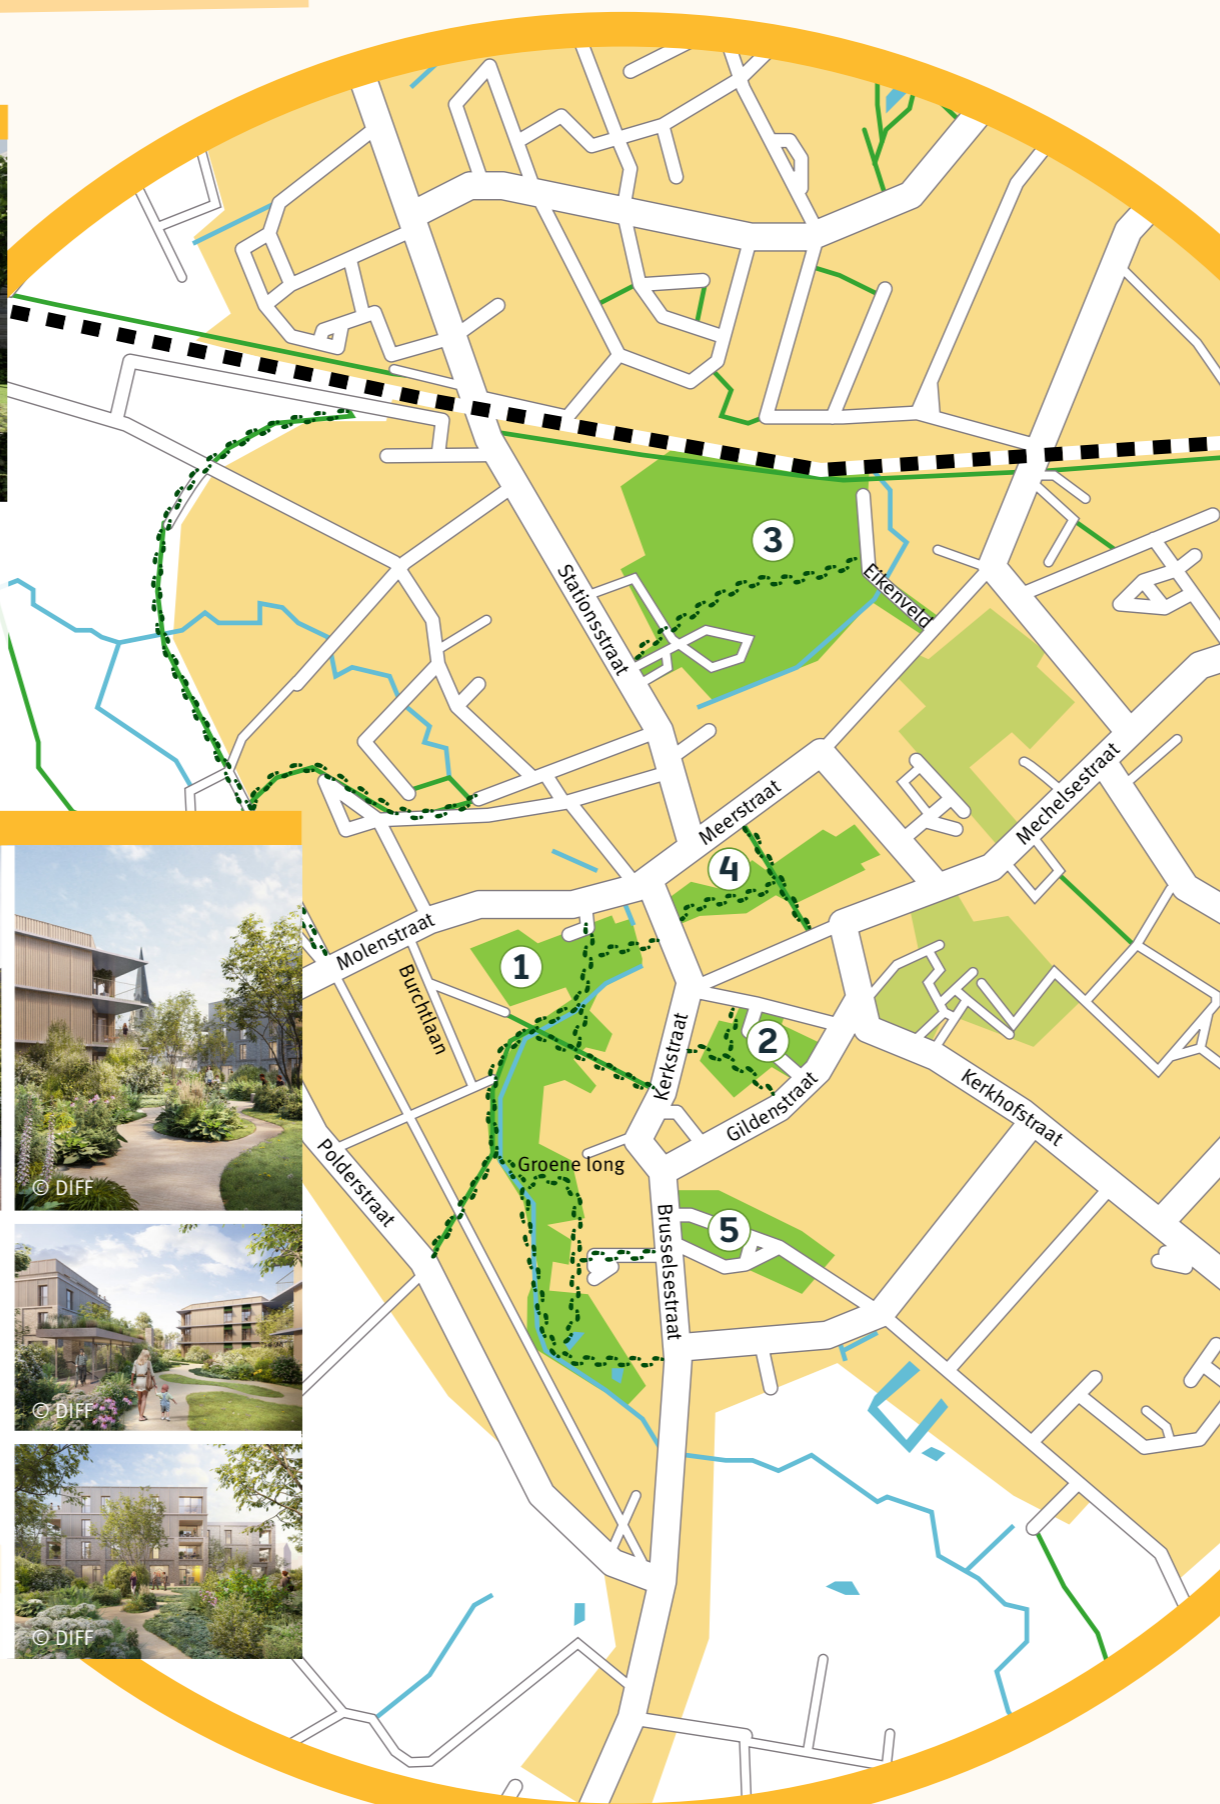 3
Eikenveld
Stationsstraat
Meerstraat
Mechelsestraat
4
Molenstraat
1
Burchtlaan
2
Kerkstraat
Gildenstraat
Kerkhofstraat
Polderstraat
Groene long
5
Brusselsestraat
© DIFF
© DIFF
© DIFF